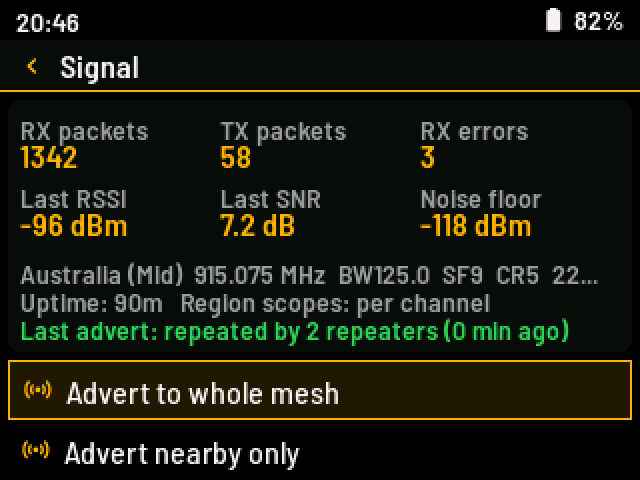 20:46 82%
Signal
RX packets TX packets RX errors
1342 58 3
Last RSSI Last SNR Noise floor
-96 dBm 7.2 dB -118 dBm
Australia (Mid) 915.075 MHz BW125.0 SF9 CR5 22...
Uptime: 90m Region scopes: per channel
Last advert: repeated by 2 repeaters (0 min ago)
Advert to whole mesh
Advert nearby only